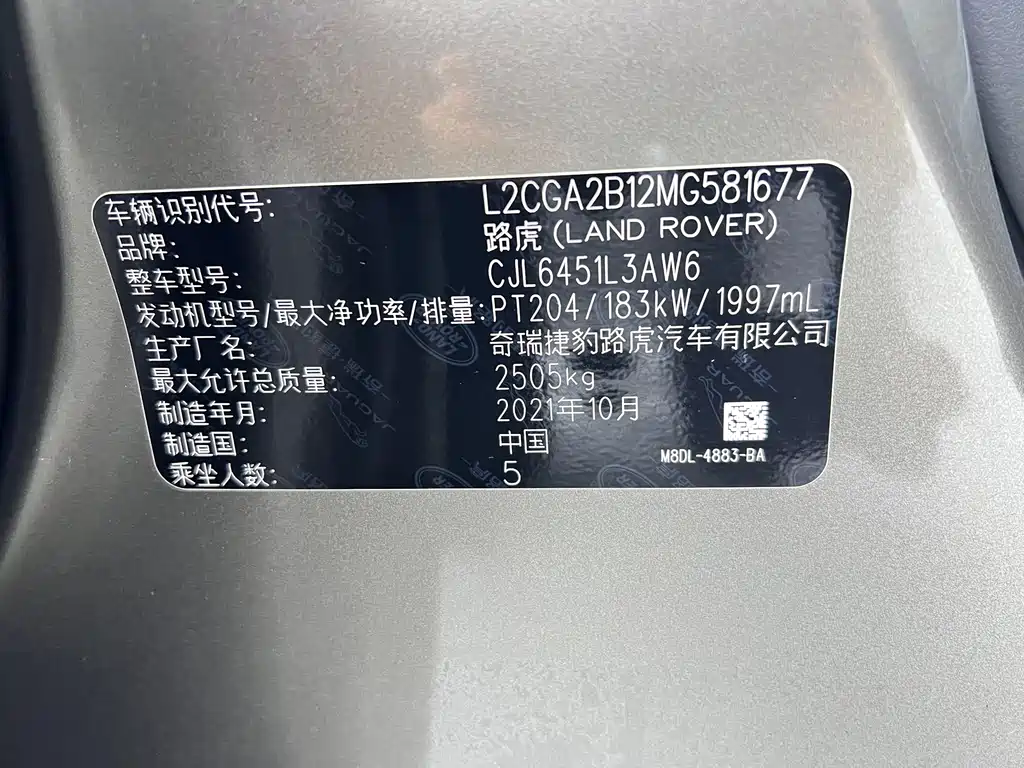 车辆识别代号: L2CGA2B12MG581677
品牌: 路虎 (LAND ROVER)
整车型号: CJL6451L3AW6
发动机型号/最大净功率/排量: PT204/183kW/1997mL
生产厂名: 奇瑞捷豹路虎汽车有限公司
最大允许总质量: 2505kg
制造年月: 2021年10月
制造国: 中国
乘坐人数: 5
M8DL-4883-BA